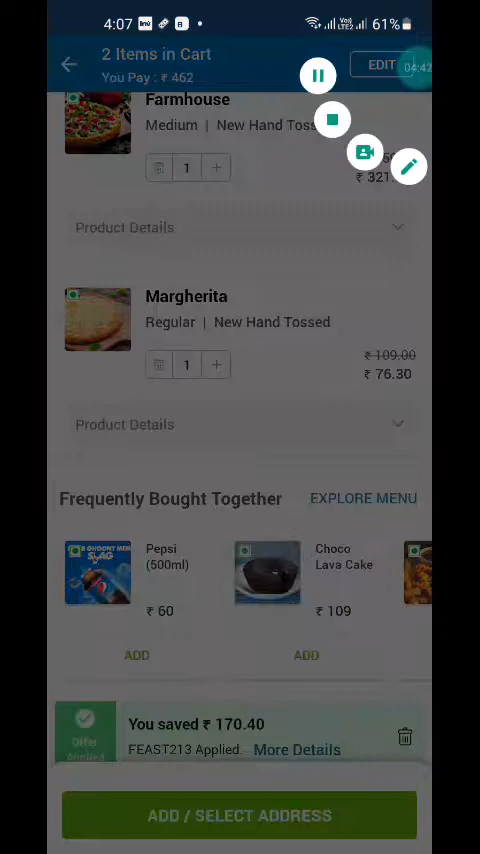 4:07
61%
2 Items in Cart
You Pay : ₹ 462
EDIT
04:42
Farmhouse
Medium | New Hand
1
₹ 321
Product Details
Margherita
Regular | New Hand Tossed
1
₹ 109.00
₹ 76.30
Product Details
Frequently Bought Together
EXPLORE MENU
Pepsi
(500ml)
₹ 60
ADD
Choco
Lava Cake
₹ 109
ADD
Offer
Applied
You saved ₹ 170.40
FEAST213 Applied. More Details
ADD / SELECT ADDRESS